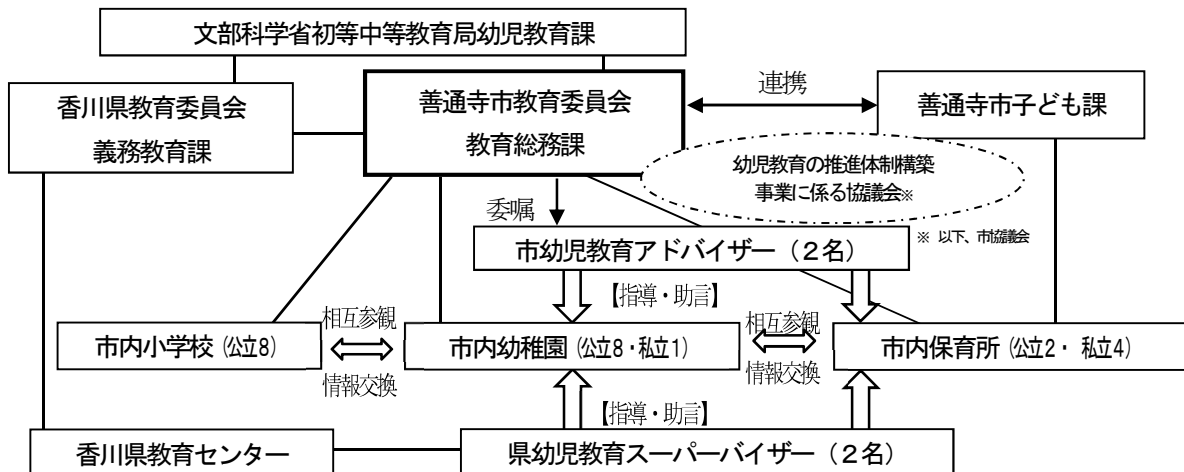 文部科学省初等中等教育局幼児教育課
香川県教育委員会
義務教育課
善通寺市教育委員会
教育総務課
連携
善通寺市子ども課
幼児教育の推進体制構築
事業に係る協議会※
※ 以下、市協議会
委嘱
市幼児教育アドバイザー(2名)
【指導・助言】
市内小学校 (公立8)
相互参観
情報交換
市内幼稚園 (公立8・私立1)
相互参観
情報交換
市内保育所 (公立2・ 私立4)
【指導・助言】
香川県教育センター
県幼児教育スーパーバイザー(2名)